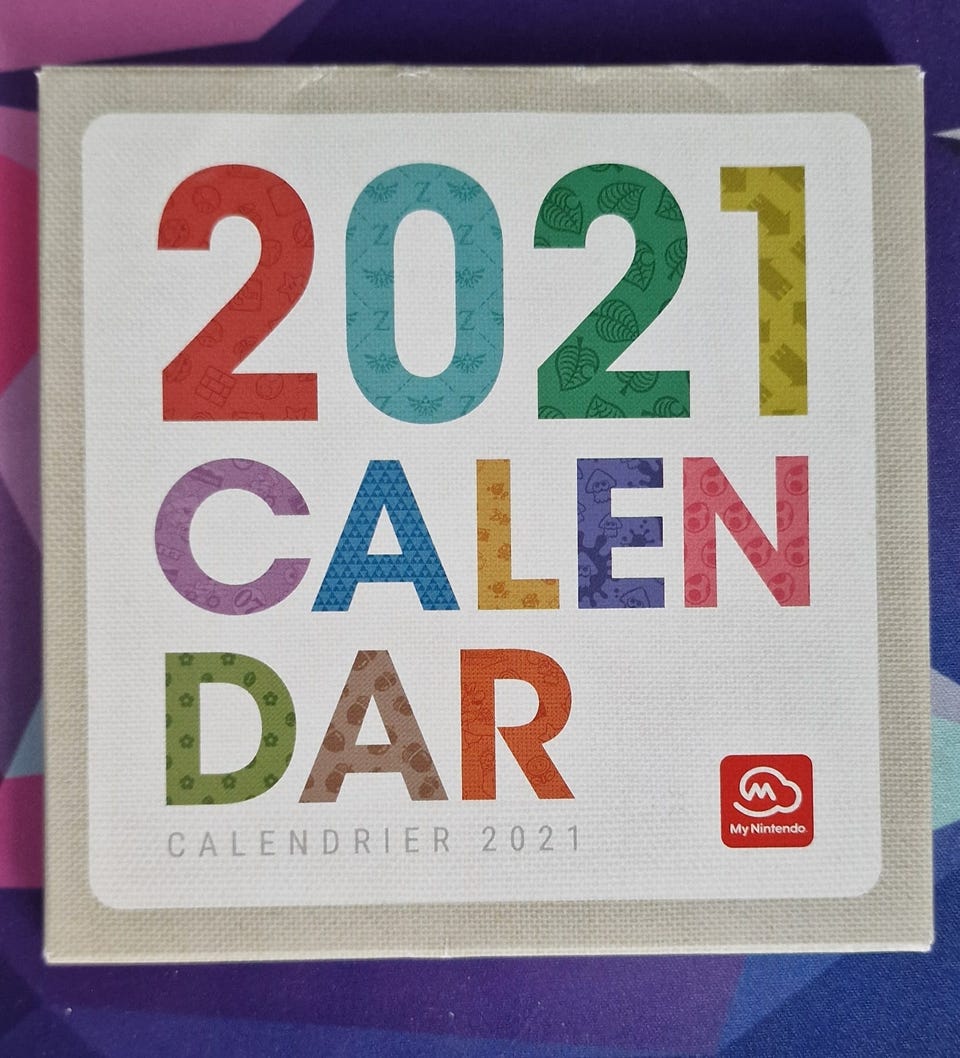 2021
CALEN
DAR
CALENDRIER 2021
My Nintendo